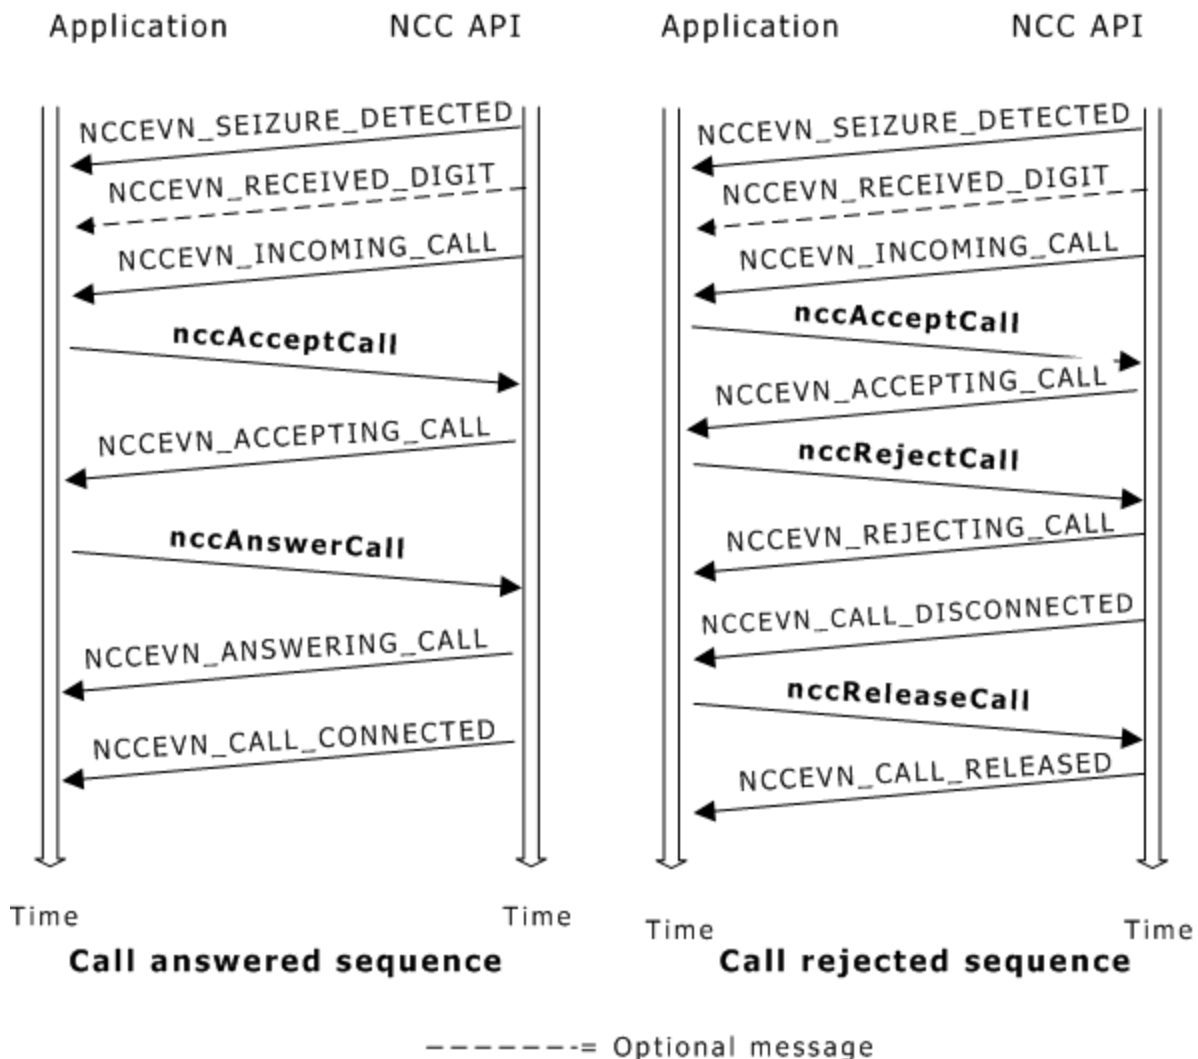 Application NCC API
NCCEVN_SEIZURE_DETECTED
NCCEVN_RECEIVED_DIGIT
NCCEVN_INCOMING_CALL
nccAcceptCall
NCCEVN_ACCEPTING_CALL
nccAnswerCall
NCCEVN_ANSWERING_CALL
NCCEVN_CALL_CONNECTED
Time Time
Call answered sequence
Application NCC API
NCCEVN_SEIZURE_DETECTED
NCCEVN_RECEIVED_DIGIT
NCCEVN_INCOMING_CALL
nccAcceptCall
NCCEVN_ACCEPTING_CALL
nccRejectCall
NCCEVN_REJECTING_CALL
NCCEVN_CALL_DISCONNECTED
nccReleaseCall
NCCEVN_CALL_RELEASED
Time Time
Call rejected sequence
= Optional message